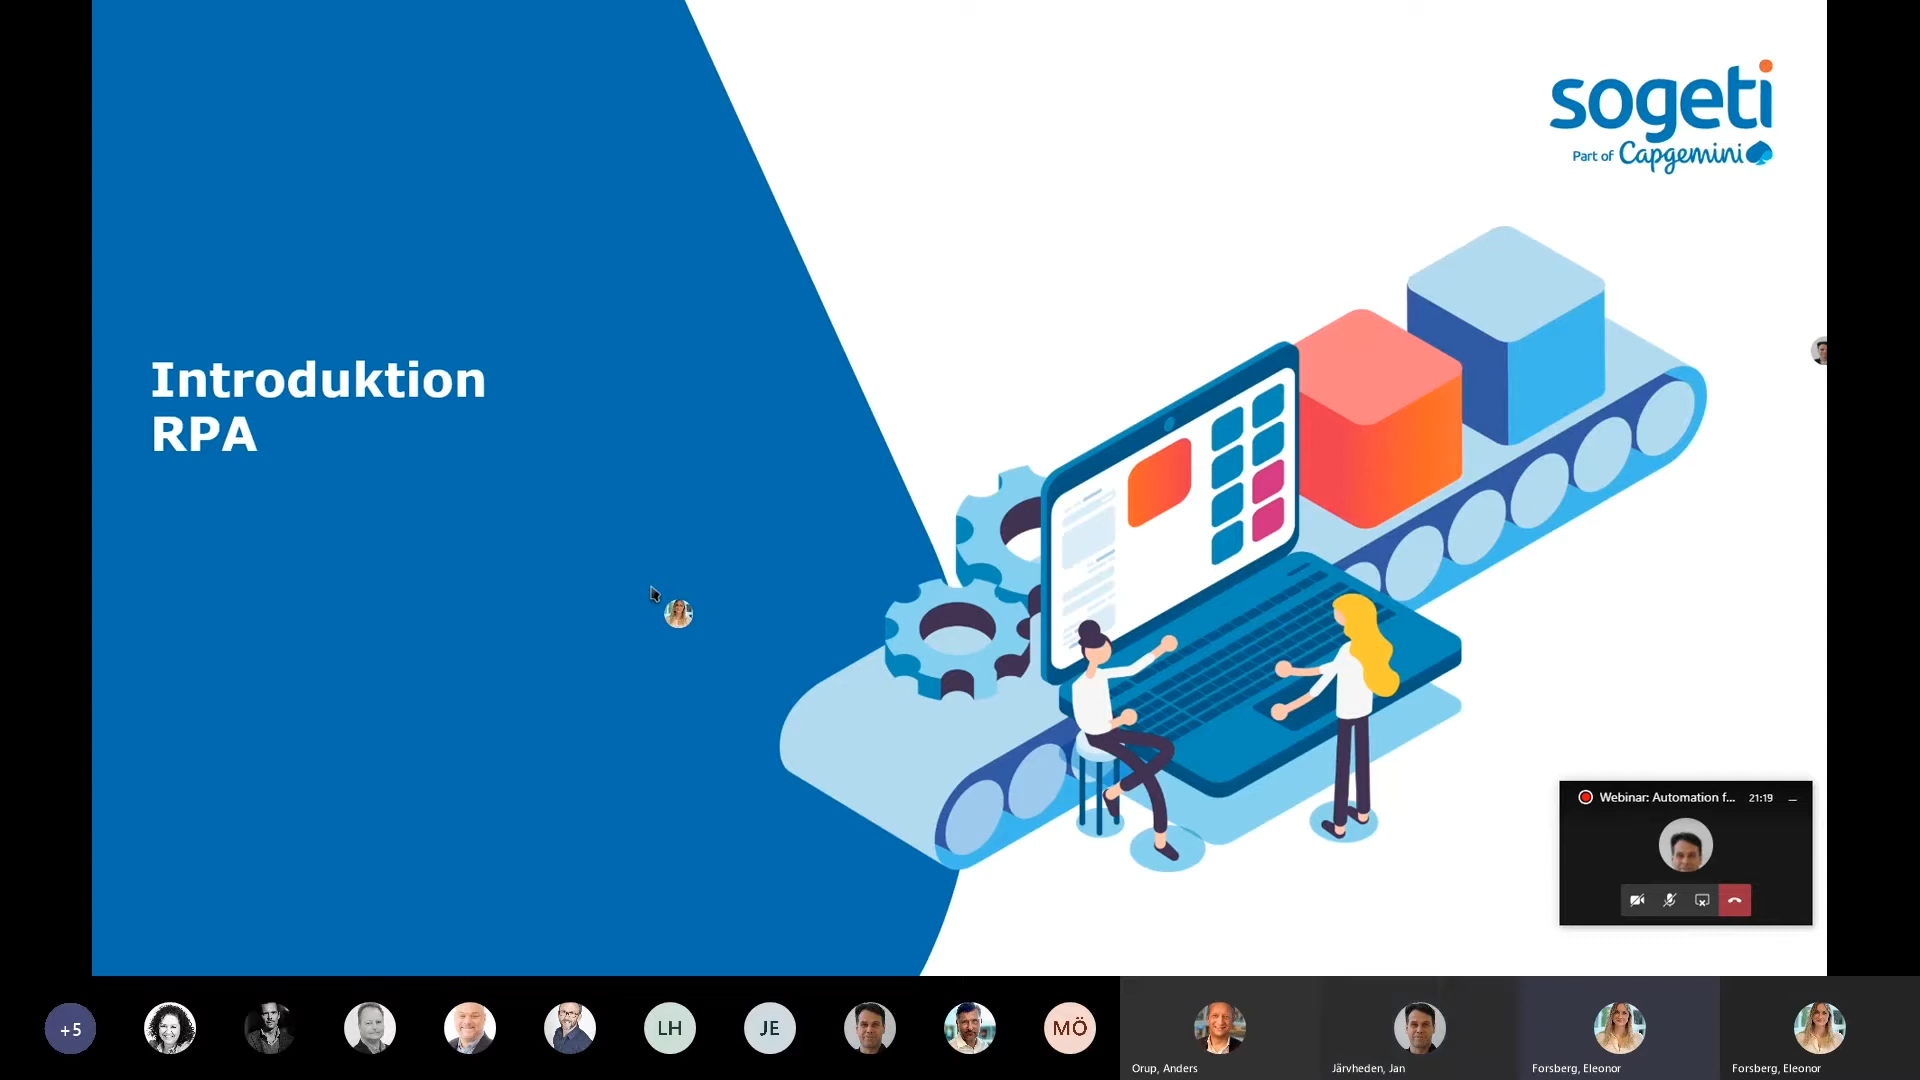 sogeti
Part of Capgemini
Introduktion
RPA
Webinar: Automation f... 21:19
+5
LH
JE
MÖ
Orup, Anders
Järvheden, Jan
Forsberg, Eleonor
Forsberg, Eleonor